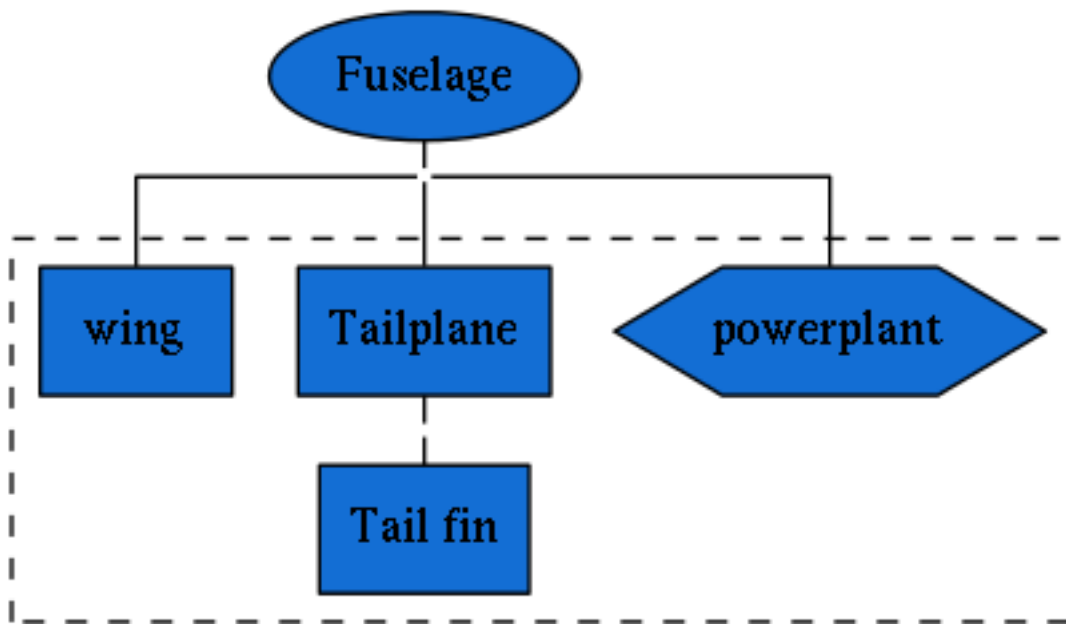 Fuselage
wing
Tailplane
powerplant
Tail fin